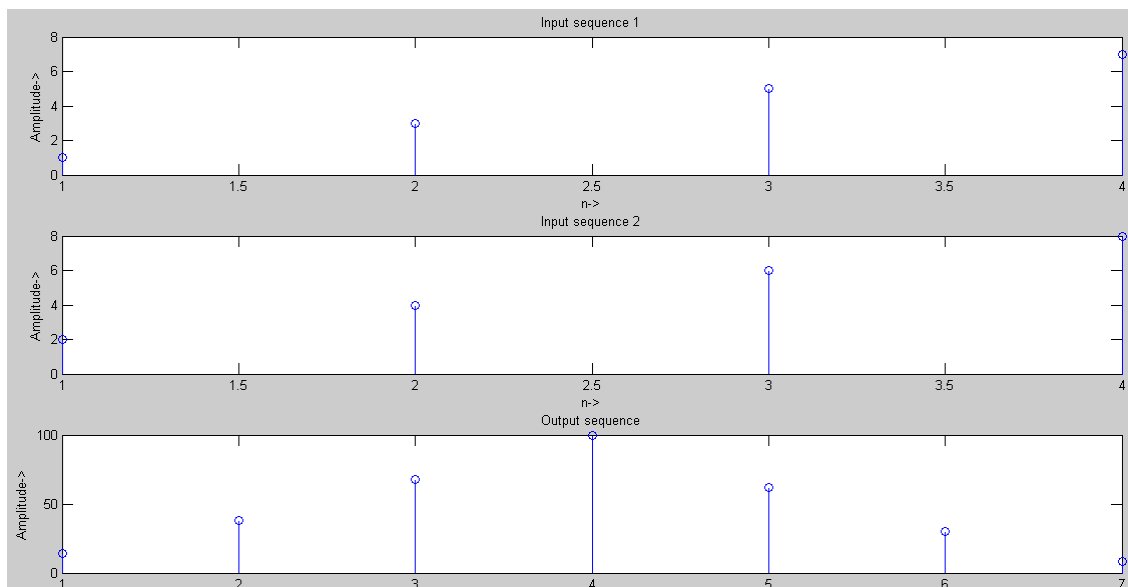 Input sequence 1
8
6
4
2
0
Amplitude->
1 1.5 2 2.5 3 3.5 4
n->
Input sequence 2
8
6
4
2
0
Amplitude->
1 1.5 2 2.5 3 3.5 4
n->
Output sequence
100
50
0
Amplitude->
1 2 3 4 5 6 7